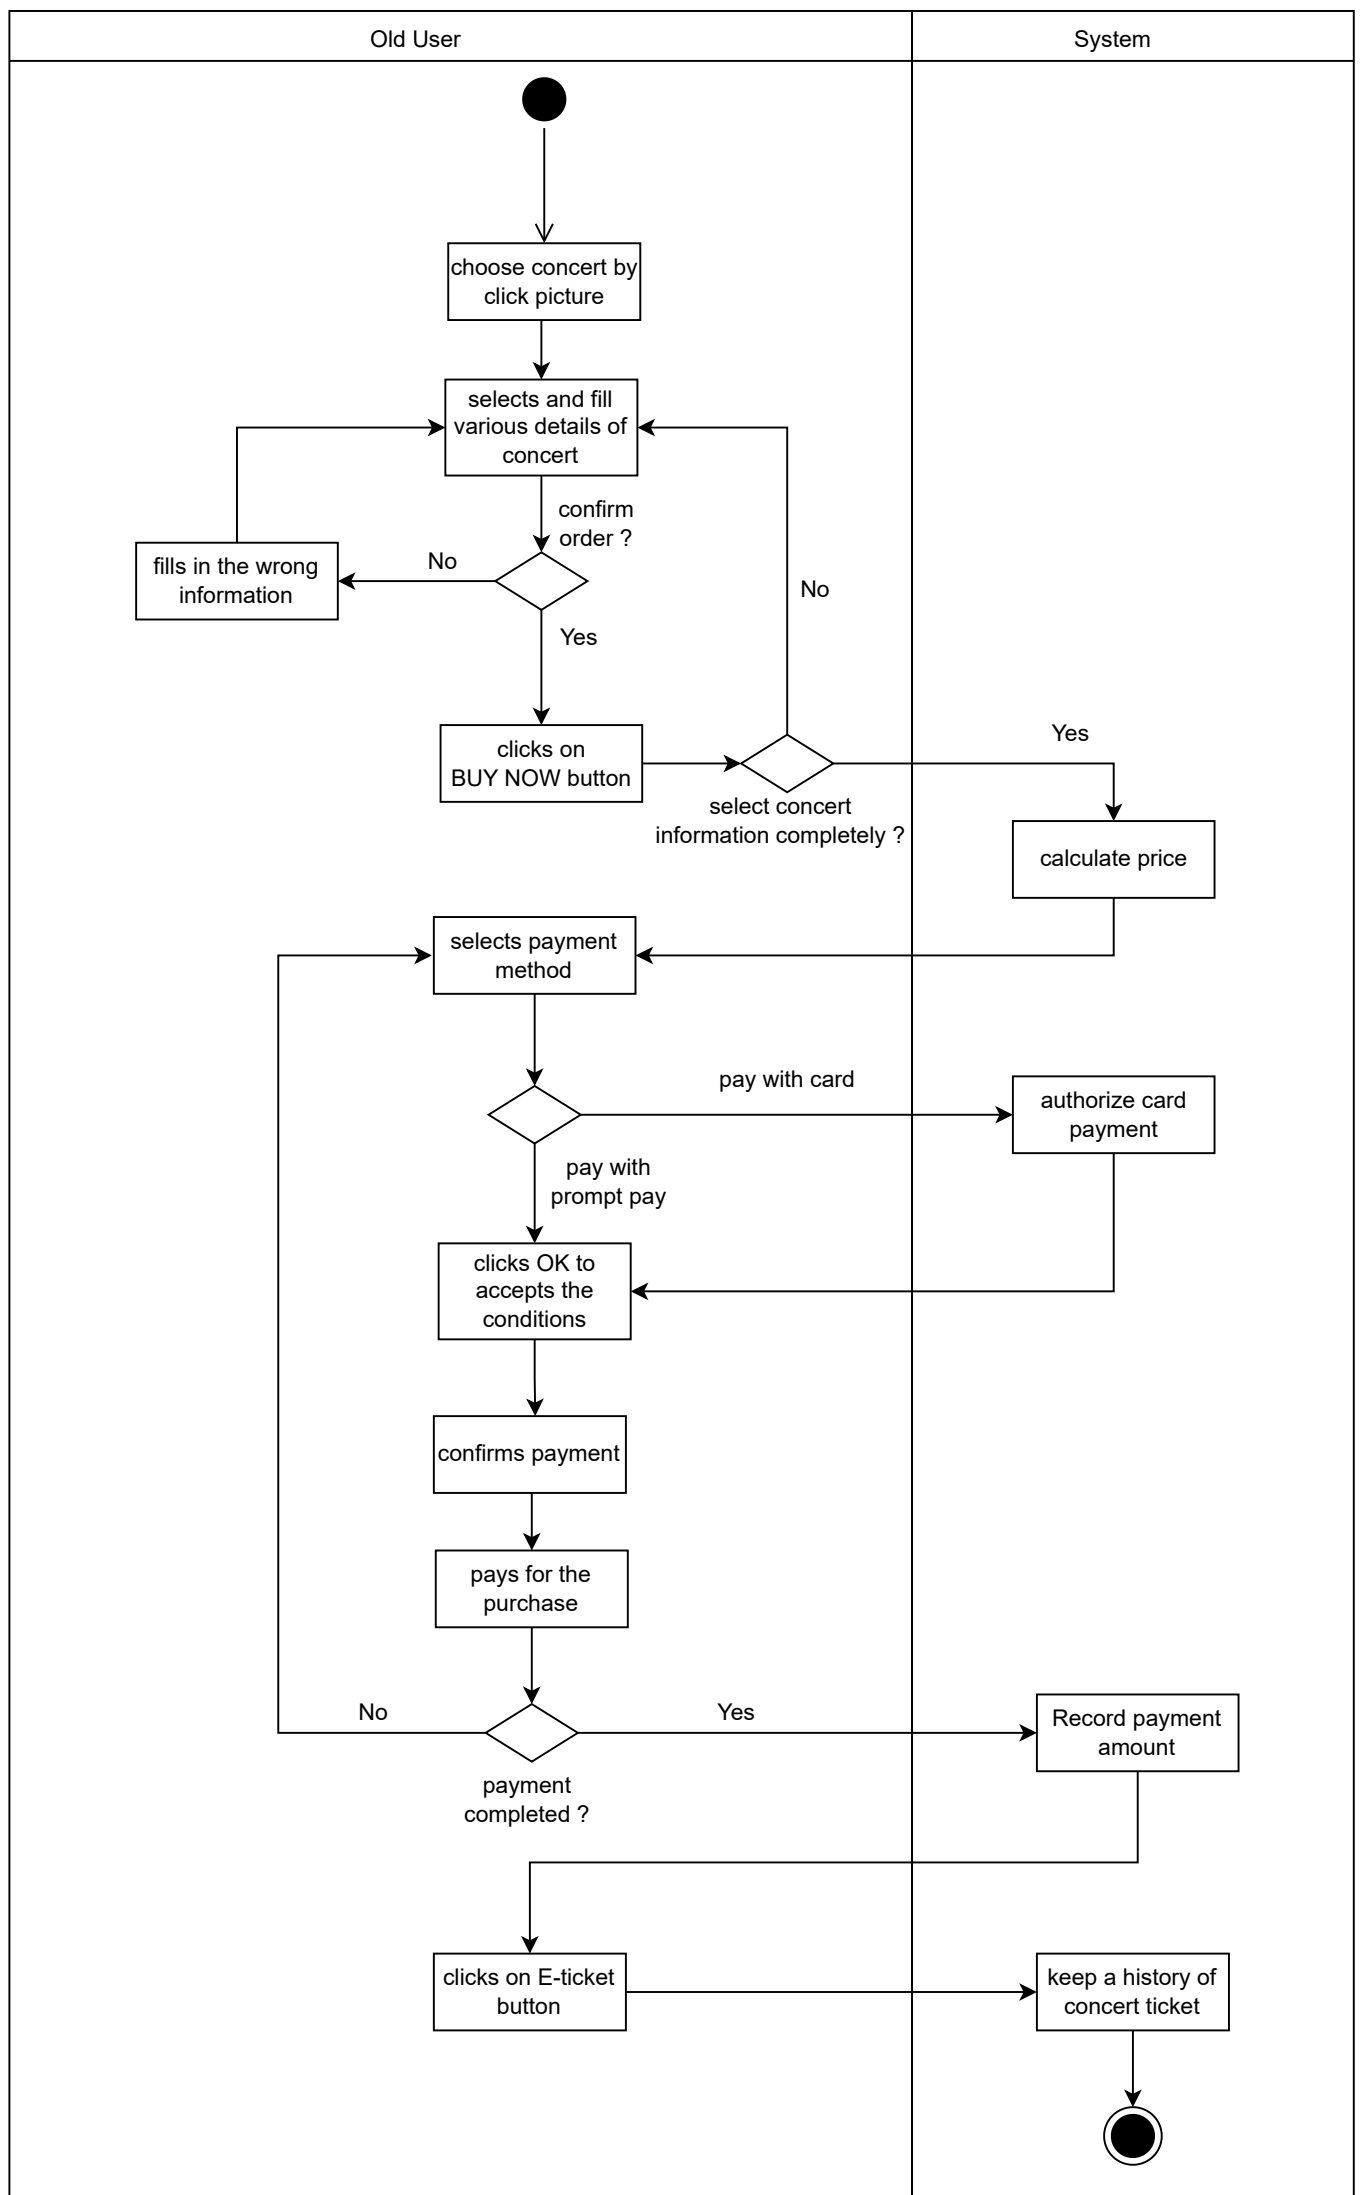 Old User
System
choose concert by
click picture
selects and fill
various details of
concert
confirm
order ?
No
fills in the wrong
information
No
Yes
Yes
clicks on
BUY NOW button
select concert
information completely ?
calculate price
selects payment
method
pay with card
authorize card
payment
pay with
prompt pay
clicks OK to
accepts the
conditions
confirms payment
pays for the
purchase
No
Yes
Record payment
amount
payment
completed ?
clicks on E-ticket
button
keep a history of
concert ticket